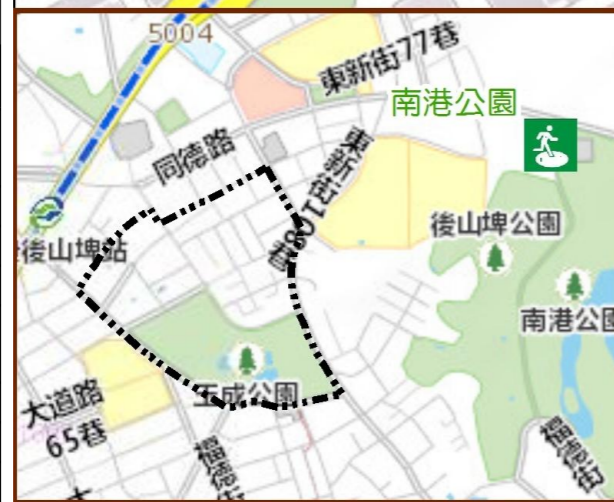 5004
東新街77巷
南港公園
同德路
東新街108巷
後山埤公園
後山埤站
南港公園
玉成公園
大道路
65巷
福德街
福德街
大